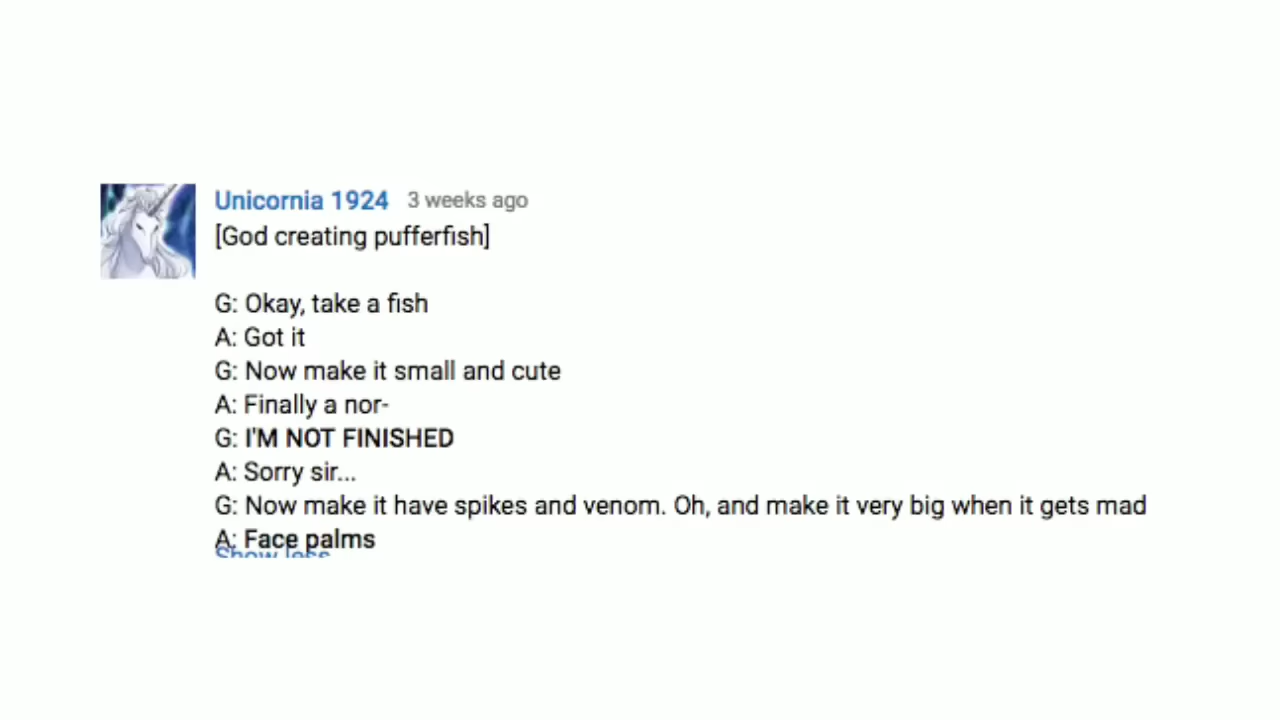 Unicornia 1924 3 weeks ago
[God creating pufferfish]
G: Okay, take a fish
A: Got it
G: Now make it small and cute
A: Finally a nor-
G: I'M NOT FINISHED
A: Sorry sir...
G: Now make it have spikes and venom. Oh, and make it very big when it gets mad
A: Face palms
Show less